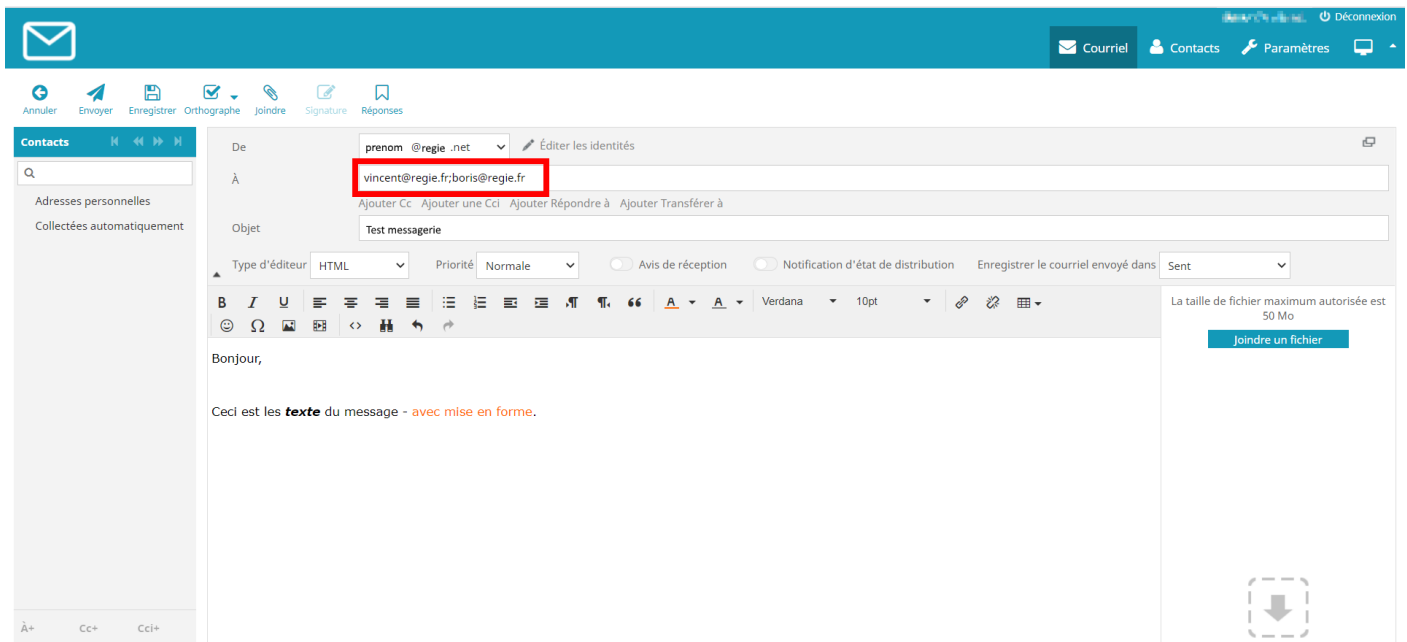 Déconnexion
Courriel Contacts Paramètres
Annuler Envoyer Enregistrer Orthographe Joindre Signature Réponses
Contacts
Adresses personnelles
Collectées automatiquement
De prenom @regie .net Éditer les identités
À vincent@regie.fr;boris@regie.fr
Ajouter Cc Ajouter une Cci Ajouter Répondre à Ajouter Transférer à
Objet Test messagerie
Type d'éditeur HTML Priorité Normale Avis de réception Notification d'état de distribution Enregistrer le courriel envoyé dans Sent
B I U Verdana 10pt
La taille de fichier maximum autorisée est
50 Mo
Joindre un fichier
Bonjour,
Ceci est les texte du message - avec mise en forme.
À+ Cc+ Cci+